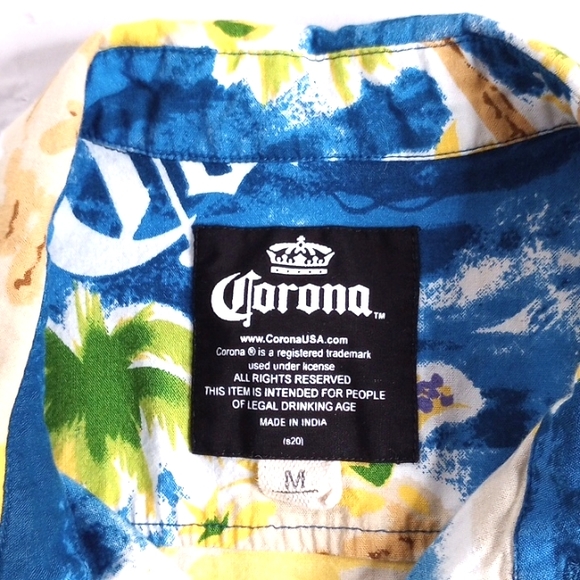 Corona™
www.CoronaUSA.com
Corona ® is a registered trademark
used under license
ALL RIGHTS RESERVED
THIS ITEM IS INTENDED FOR PEOPLE
OF LEGAL DRINKING AGE
MADE IN INDIA
(s20)
M